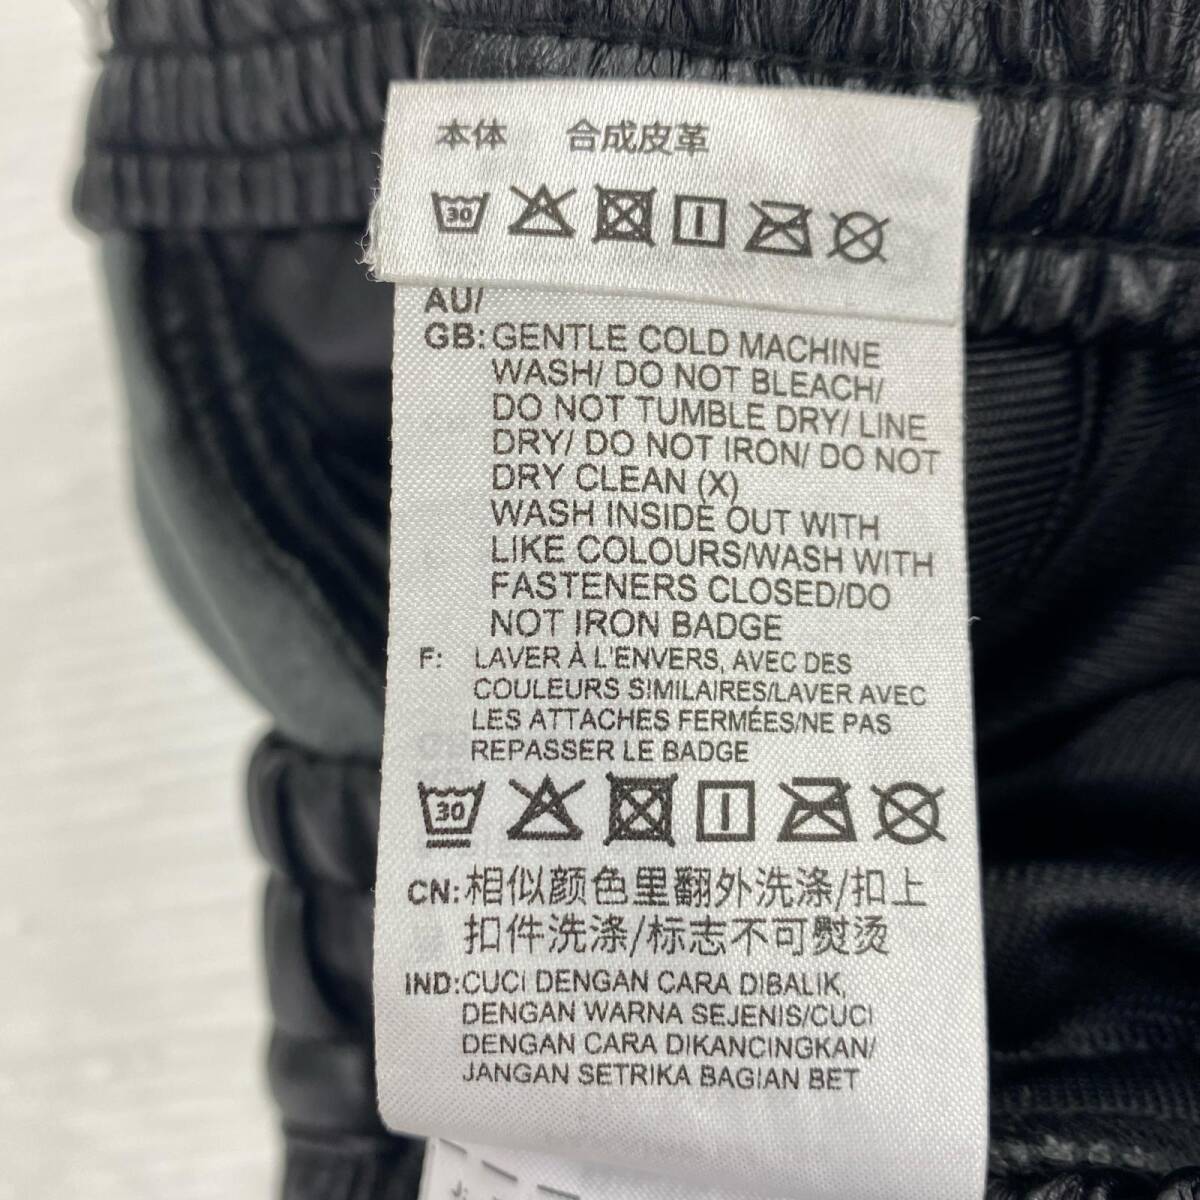 本体 合成皮革
30
AU/
GB: GENTLE COLD MACHINE
WASH/ DO NOT BLEACH/
DO NOT TUMBLE DRY/ LINE
DRY/ DO NOT IRON/ DO NOT
DRY CLEAN (X)
WASH INSIDE OUT WITH
LIKE COLOURS/WASH WITH
FASTENERS CLOSED/DO
NOT IRON BADGE
F: LAVER À L'ENVERS, AVEC DES
COULEURS SIMILAIRES/LAVER AVEC
LES ATTACHES FERMÉES/NE PAS
REPASSER LE BADGE
30
CN: 相似颜色里翻外洗涤/扣上
扣件洗涤/标志不可熨烫
IND: CUCI DENGAN CARA DIBALIK,
DENGAN WARNA SEJENIS/CUCI
DENGAN CARA DIKANCINGKAN/
JANGAN SETRIKA BAGIAN BET
J: